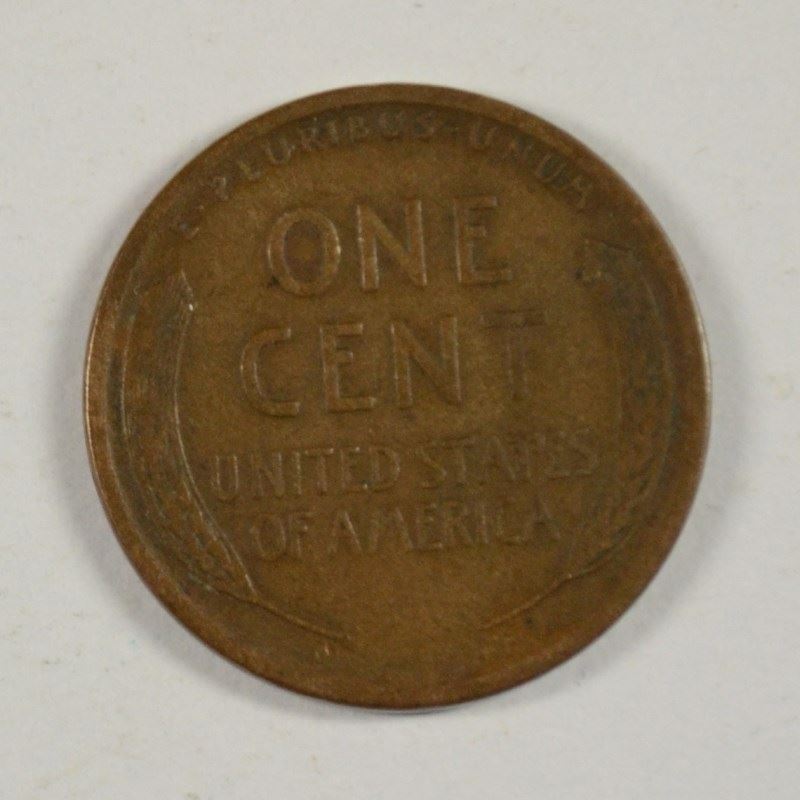 E·PLURIBUS·UNUM
ONE
CENT
UNITED STATES
OF AMERICA